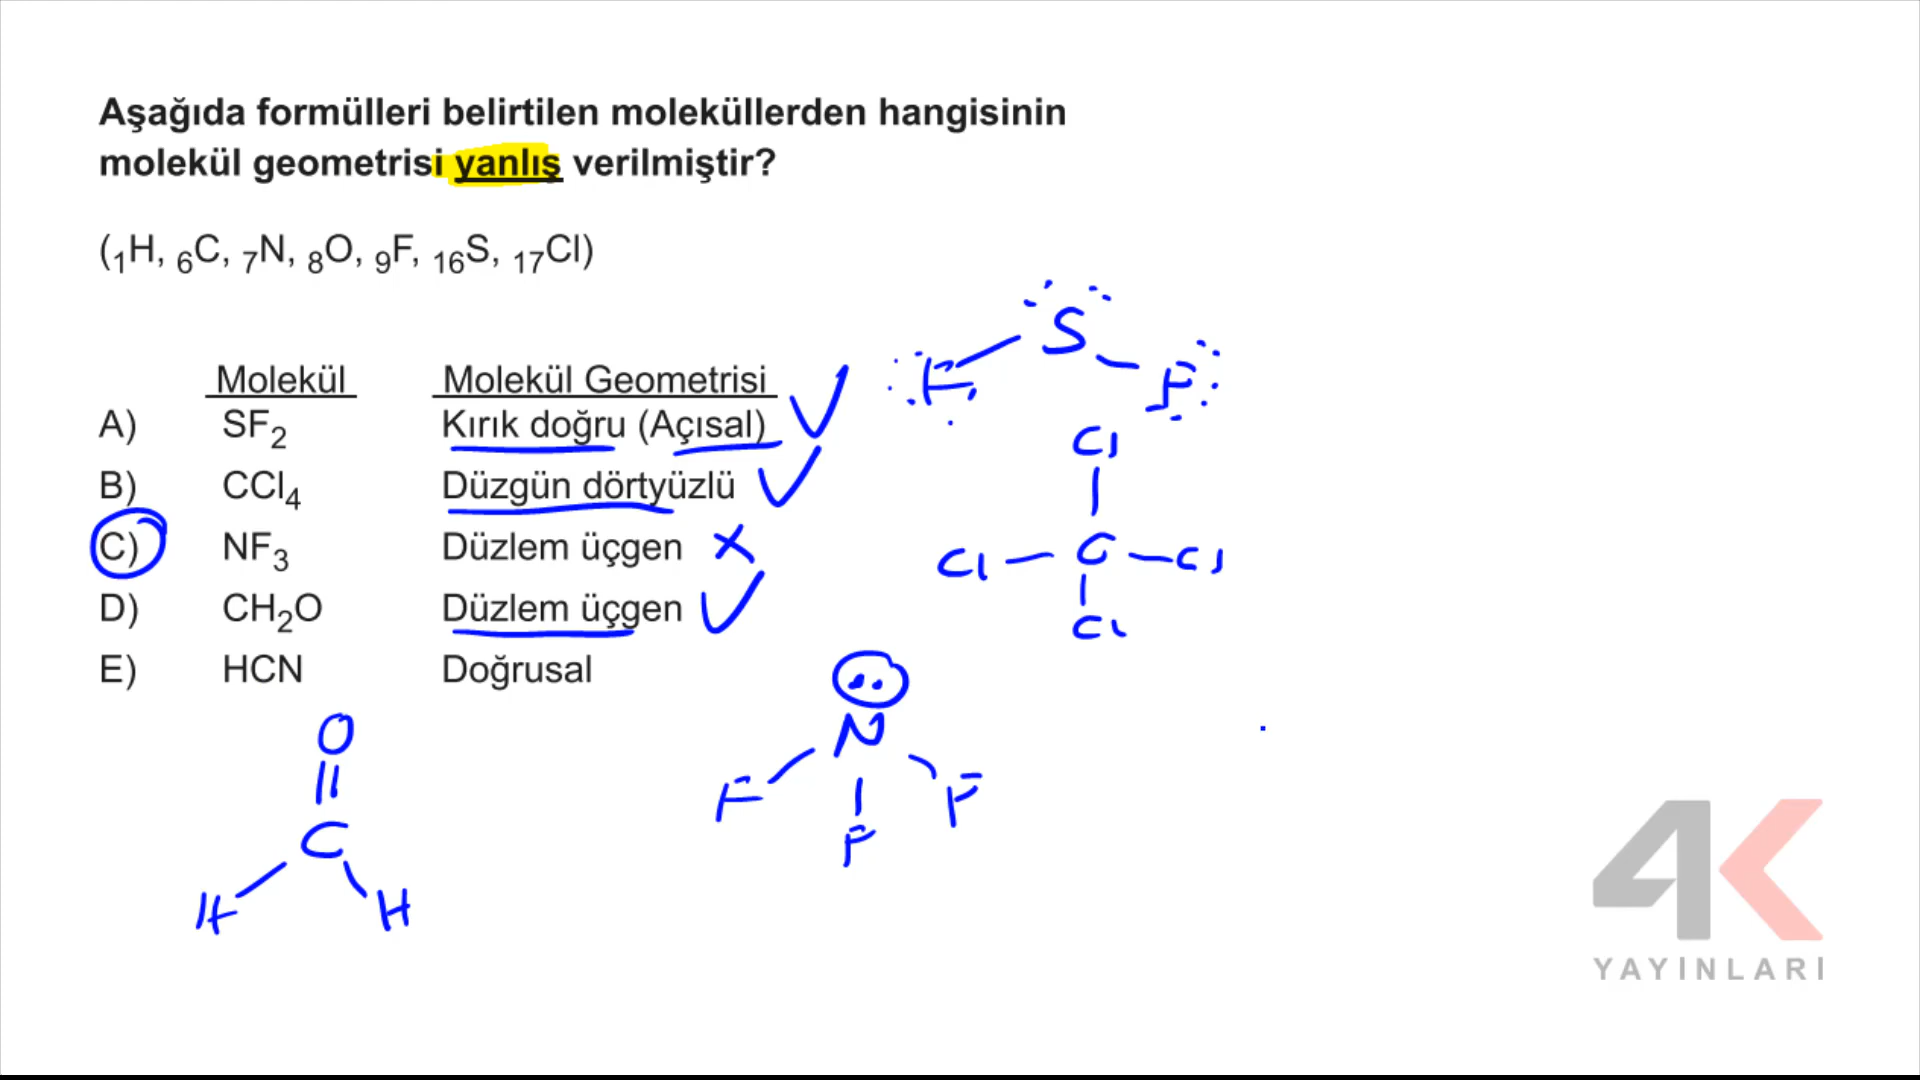 Aşağıda formülleri belirtilen moleküllerden hangisinin
molekül geometrisi yanlış verilmiştir?
(₁H, ₆C, ₇N, ₈O, ₉F, ₁₆S, ₁₇Cl)
Molekül Molekül Geometrisi
A) SF₂ Kırık doğru (Açısal)
B) CCl₄ Düzgün dörtyüzlü
C) NF₃ Düzlem üçgen
D) CH₂O Düzlem üçgen
E) HCN Doğrusal
S
F F
Cl
Cl C Cl
Cl
N
F F
F
O
C
H H
4K
YAYINLARI